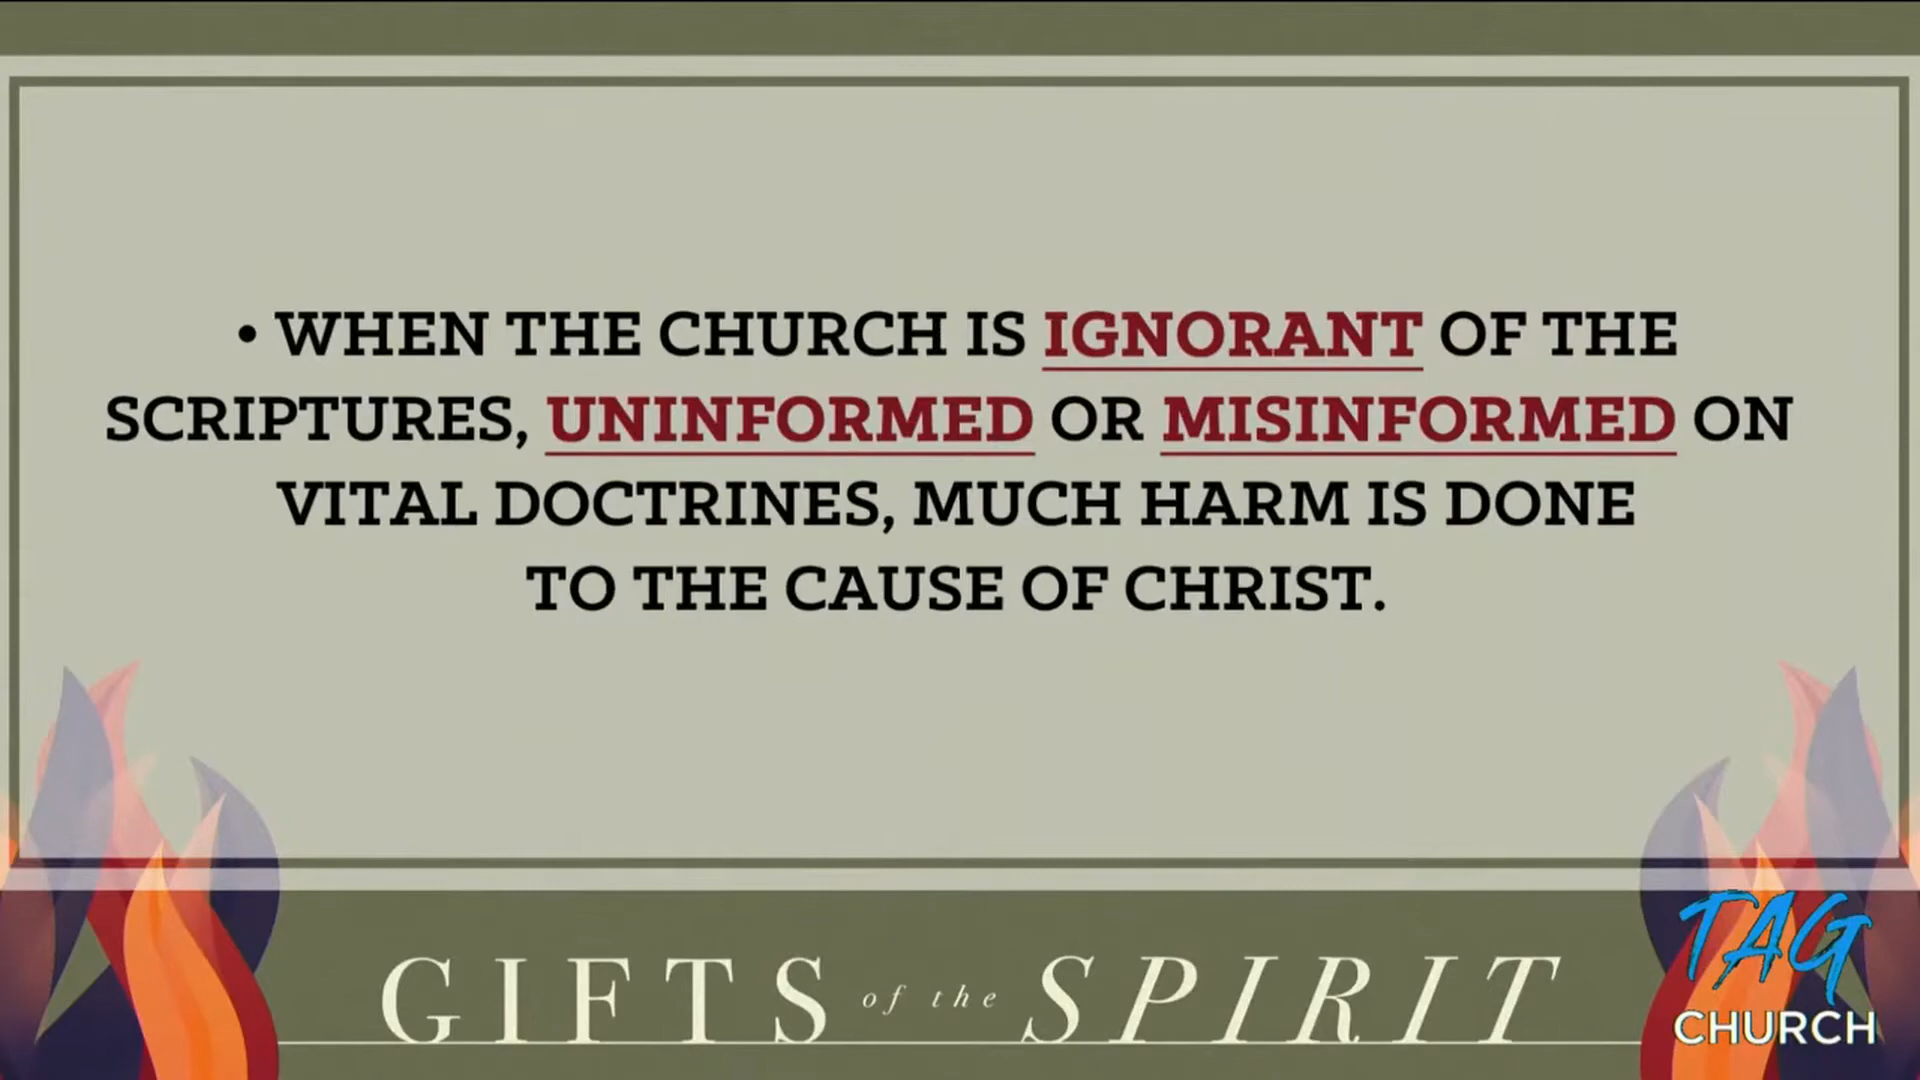 • WHEN THE CHURCH IS IGNORANT OF THE
SCRIPTURES, UNINFORMED OR MISINFORMED ON
VITAL DOCTRINES, MUCH HARM IS DONE
TO THE CAUSE OF CHRIST.
GIFTS of the SPIRIT
TAG
CHURCH